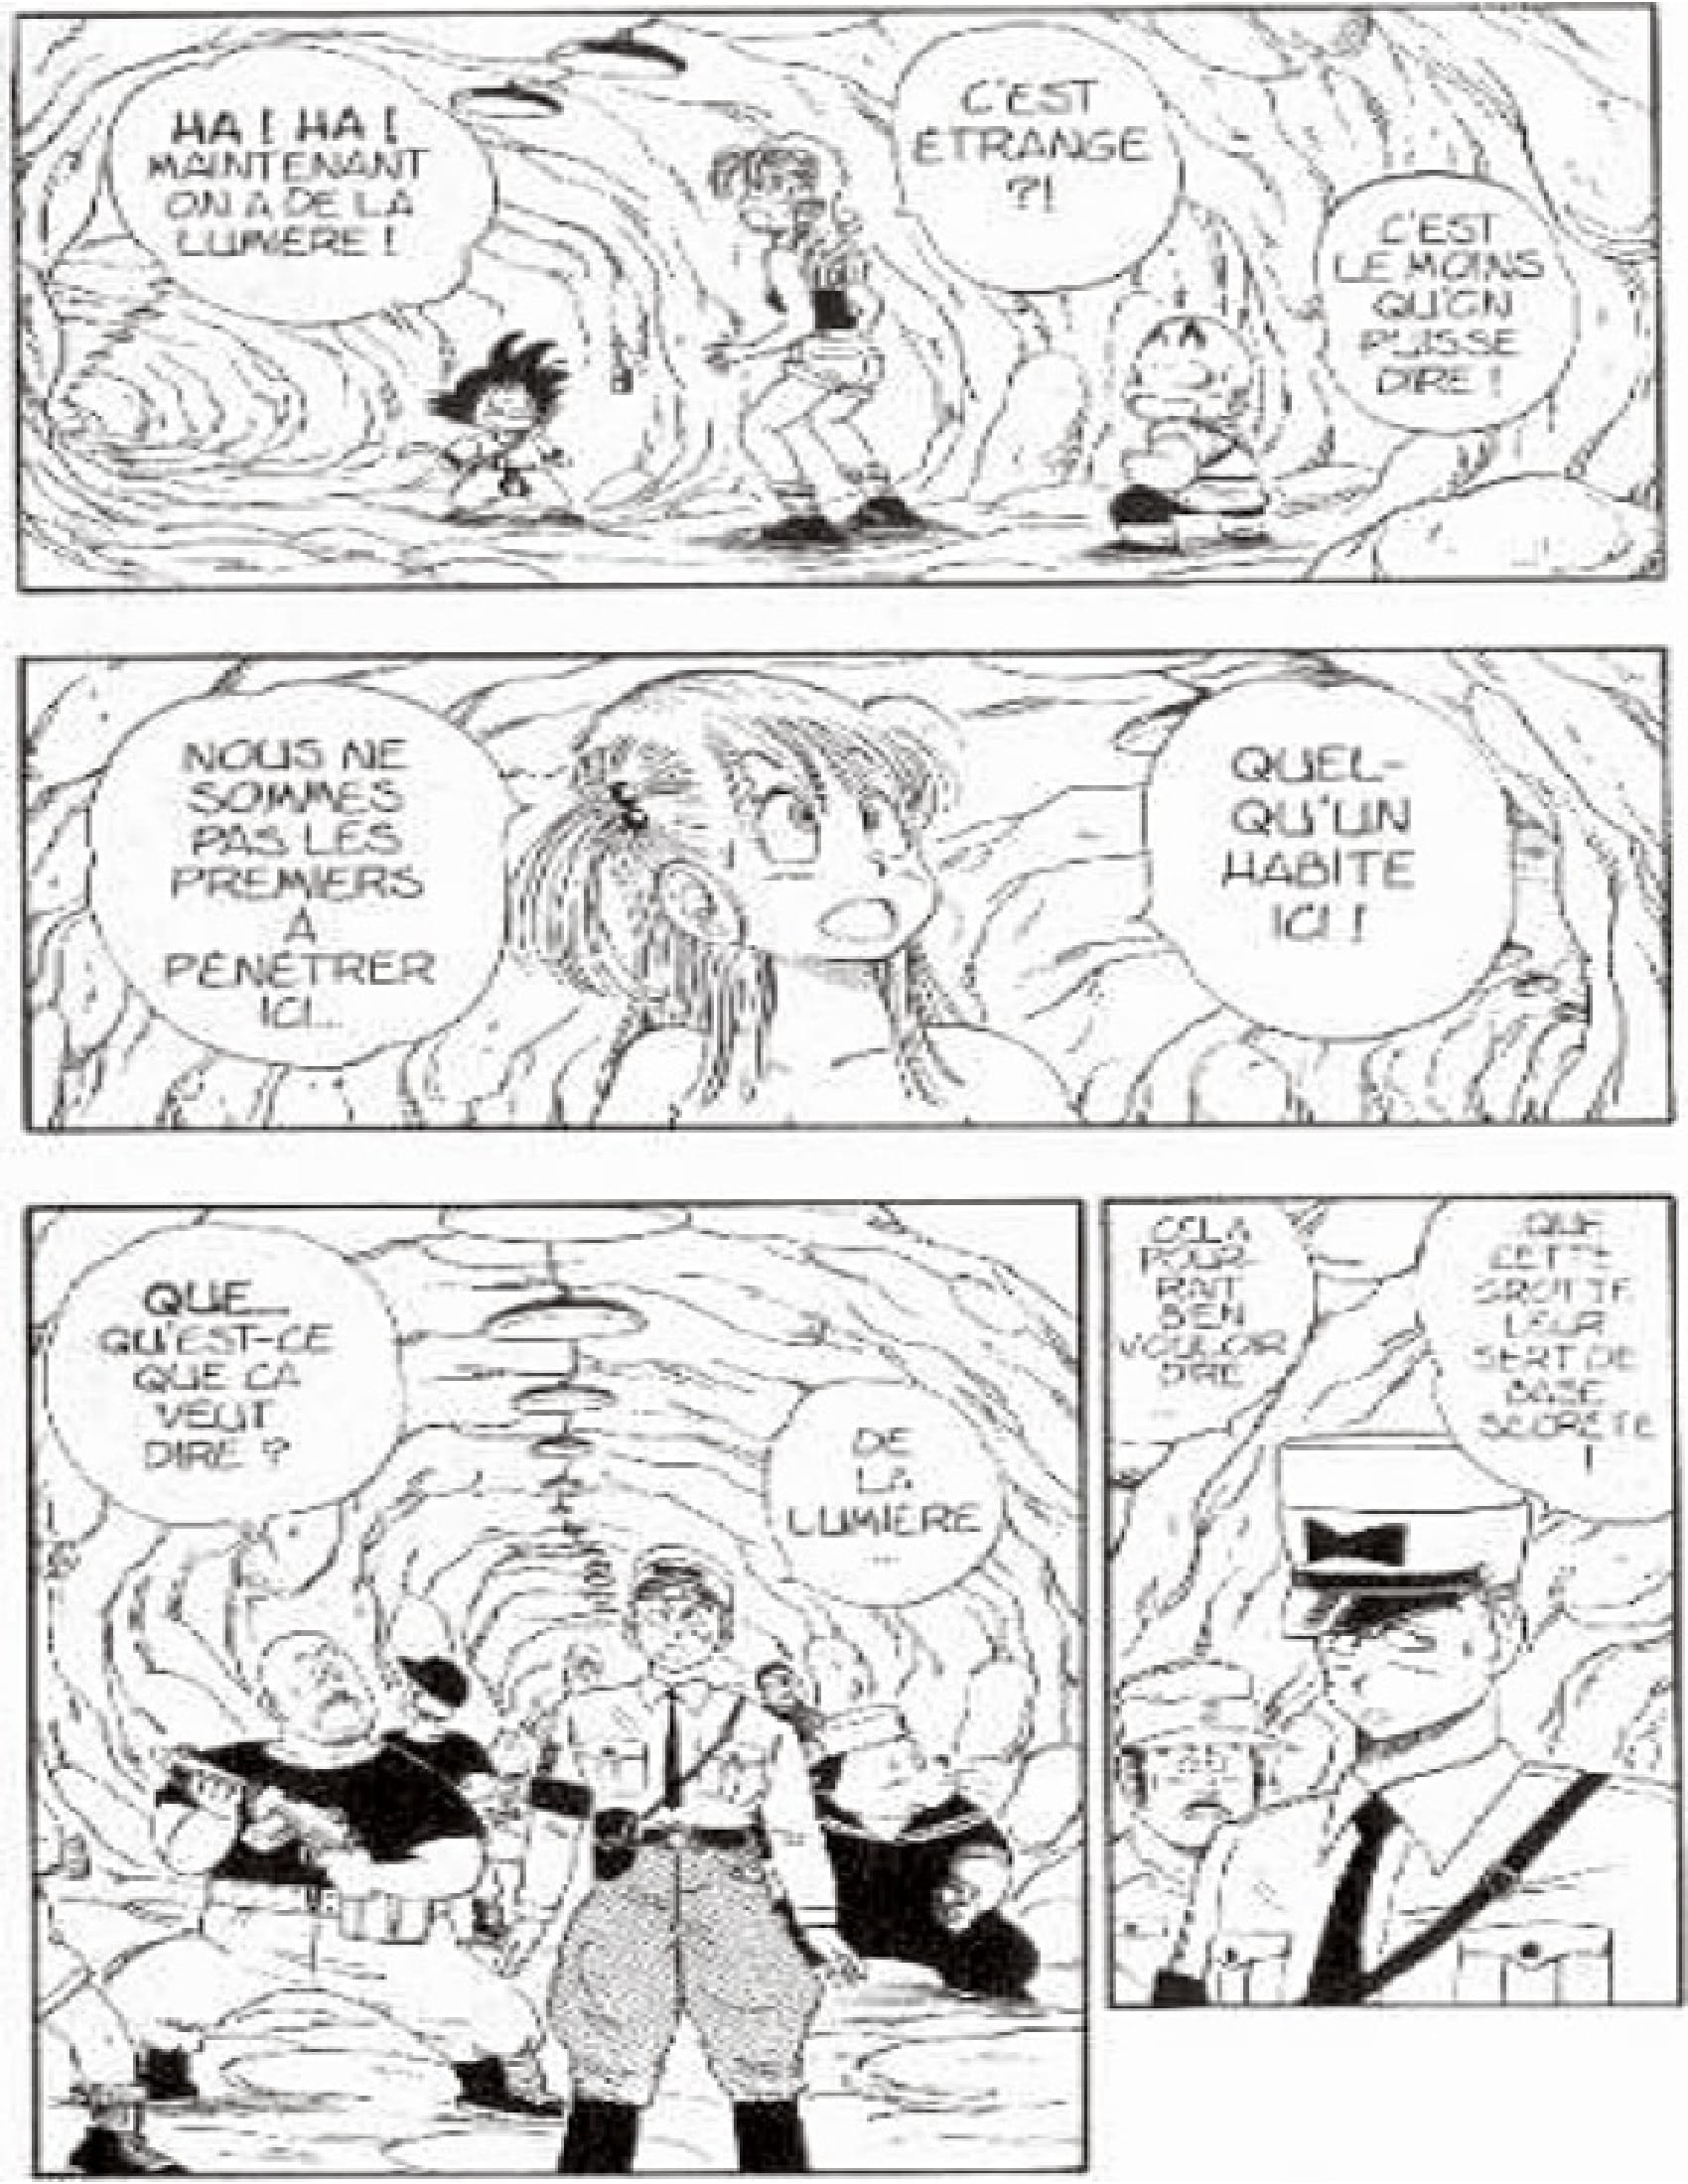 HA ! HA !
MAINTENANT
ON A DE LA
LUMIERE !
C'EST
ÉTRANGE
?!
C'EST
LE MOINS
QU'ON
PUISSE
DIRE !
NOUS NE
SOMMES
PAS LES
PREMIERS
À
PÉNÉTRER
ICI...
QUEL-
QU'UN
HABITE
ICI !
QUE...
QU'EST-CE
QUE ÇA
VEUT
DIRE ?
DE
LA
LUMIÈRE
...
CELA
POUR-
RAIT
BIEN
VOULOIR
DIRE
...
QUE
CETTE
GROTTE
LEUR
SERT DE
BASE
SECRÈTE
!